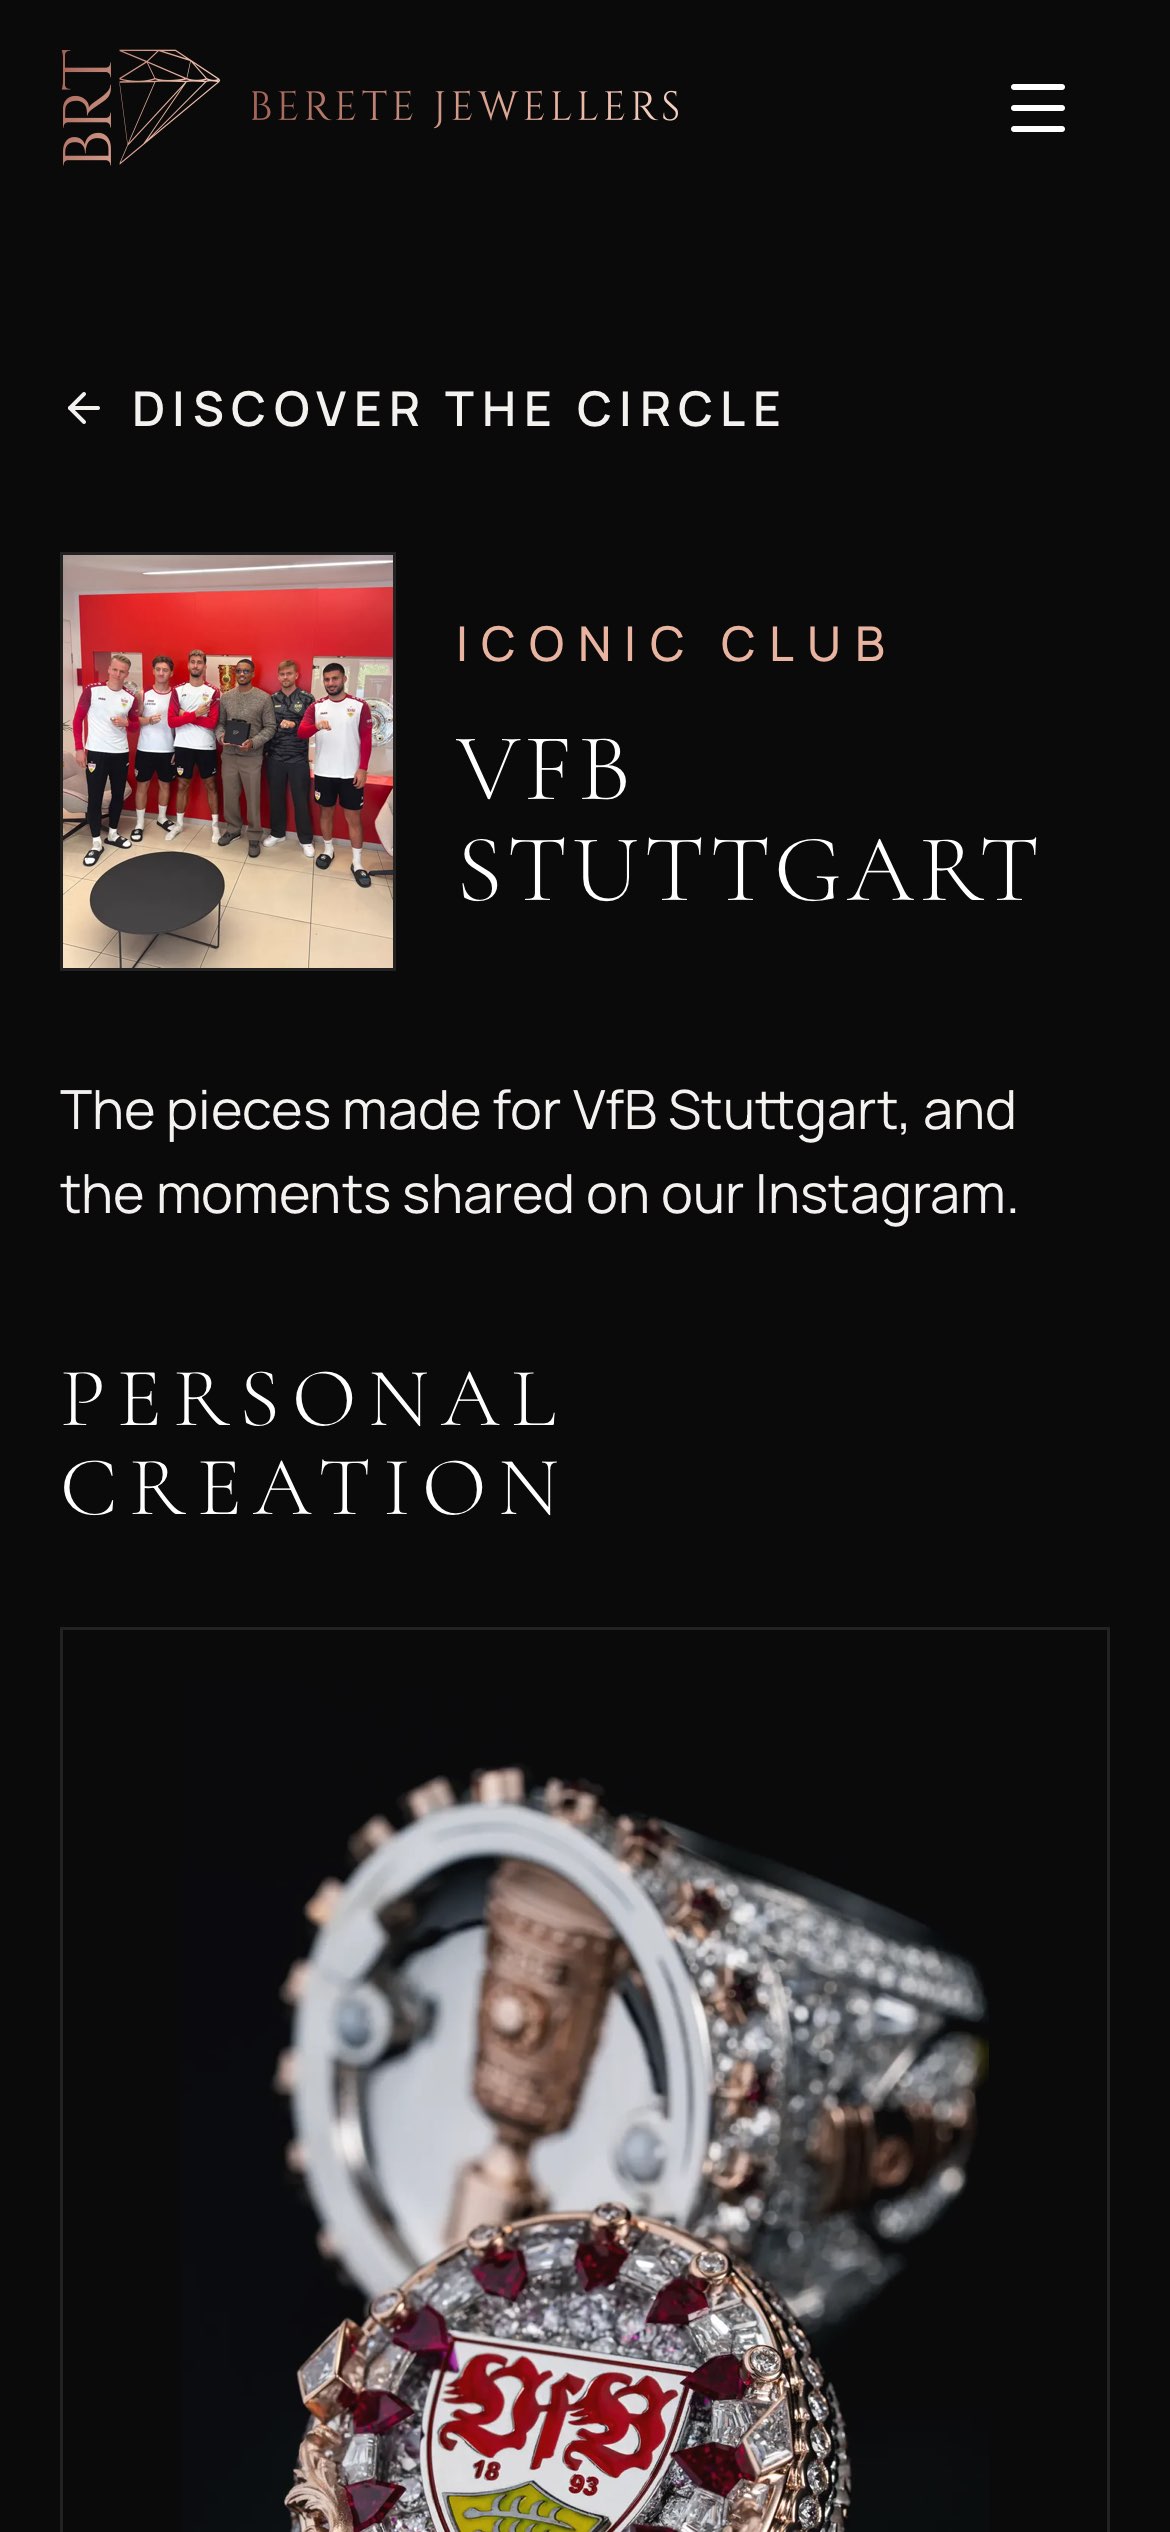 BRT
BERETE JEWELLERS
← DISCOVER THE CIRCLE
ICONIC CLUB
VFB
STUTTGART
The pieces made for VfB Stuttgart, and
the moments shared on our Instagram.
PERSONAL
CREATION
VfB
18 93